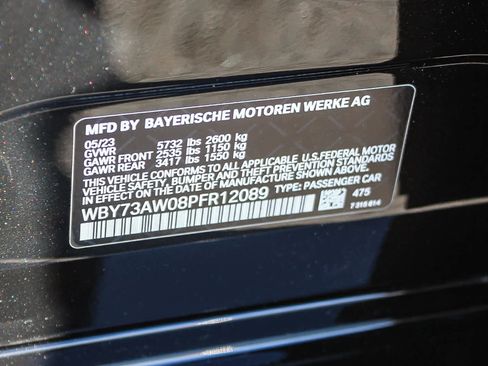 MFD BY BAYERISCHE MOTOREN WERKE AG
05/23
GVWR 5732 lbs 2600 kg
GAWR FRONT 2535 lbs 1150 kg
GAWR REAR 3417 lbs 1550 kg
THIS VEHICLE CONFORMS TO ALL APPLICABLE U.S.FEDERAL MOTOR
VEHICLE SAFETY, BUMPER, AND THEFT PREVENTION STANDARDS IN
EFFECT ON THE DATE OF MANUFACTURE SHOWN ABOVE.
WBY73AW08PFR12089 TYPE: PASSENGER CAR
475
7315614